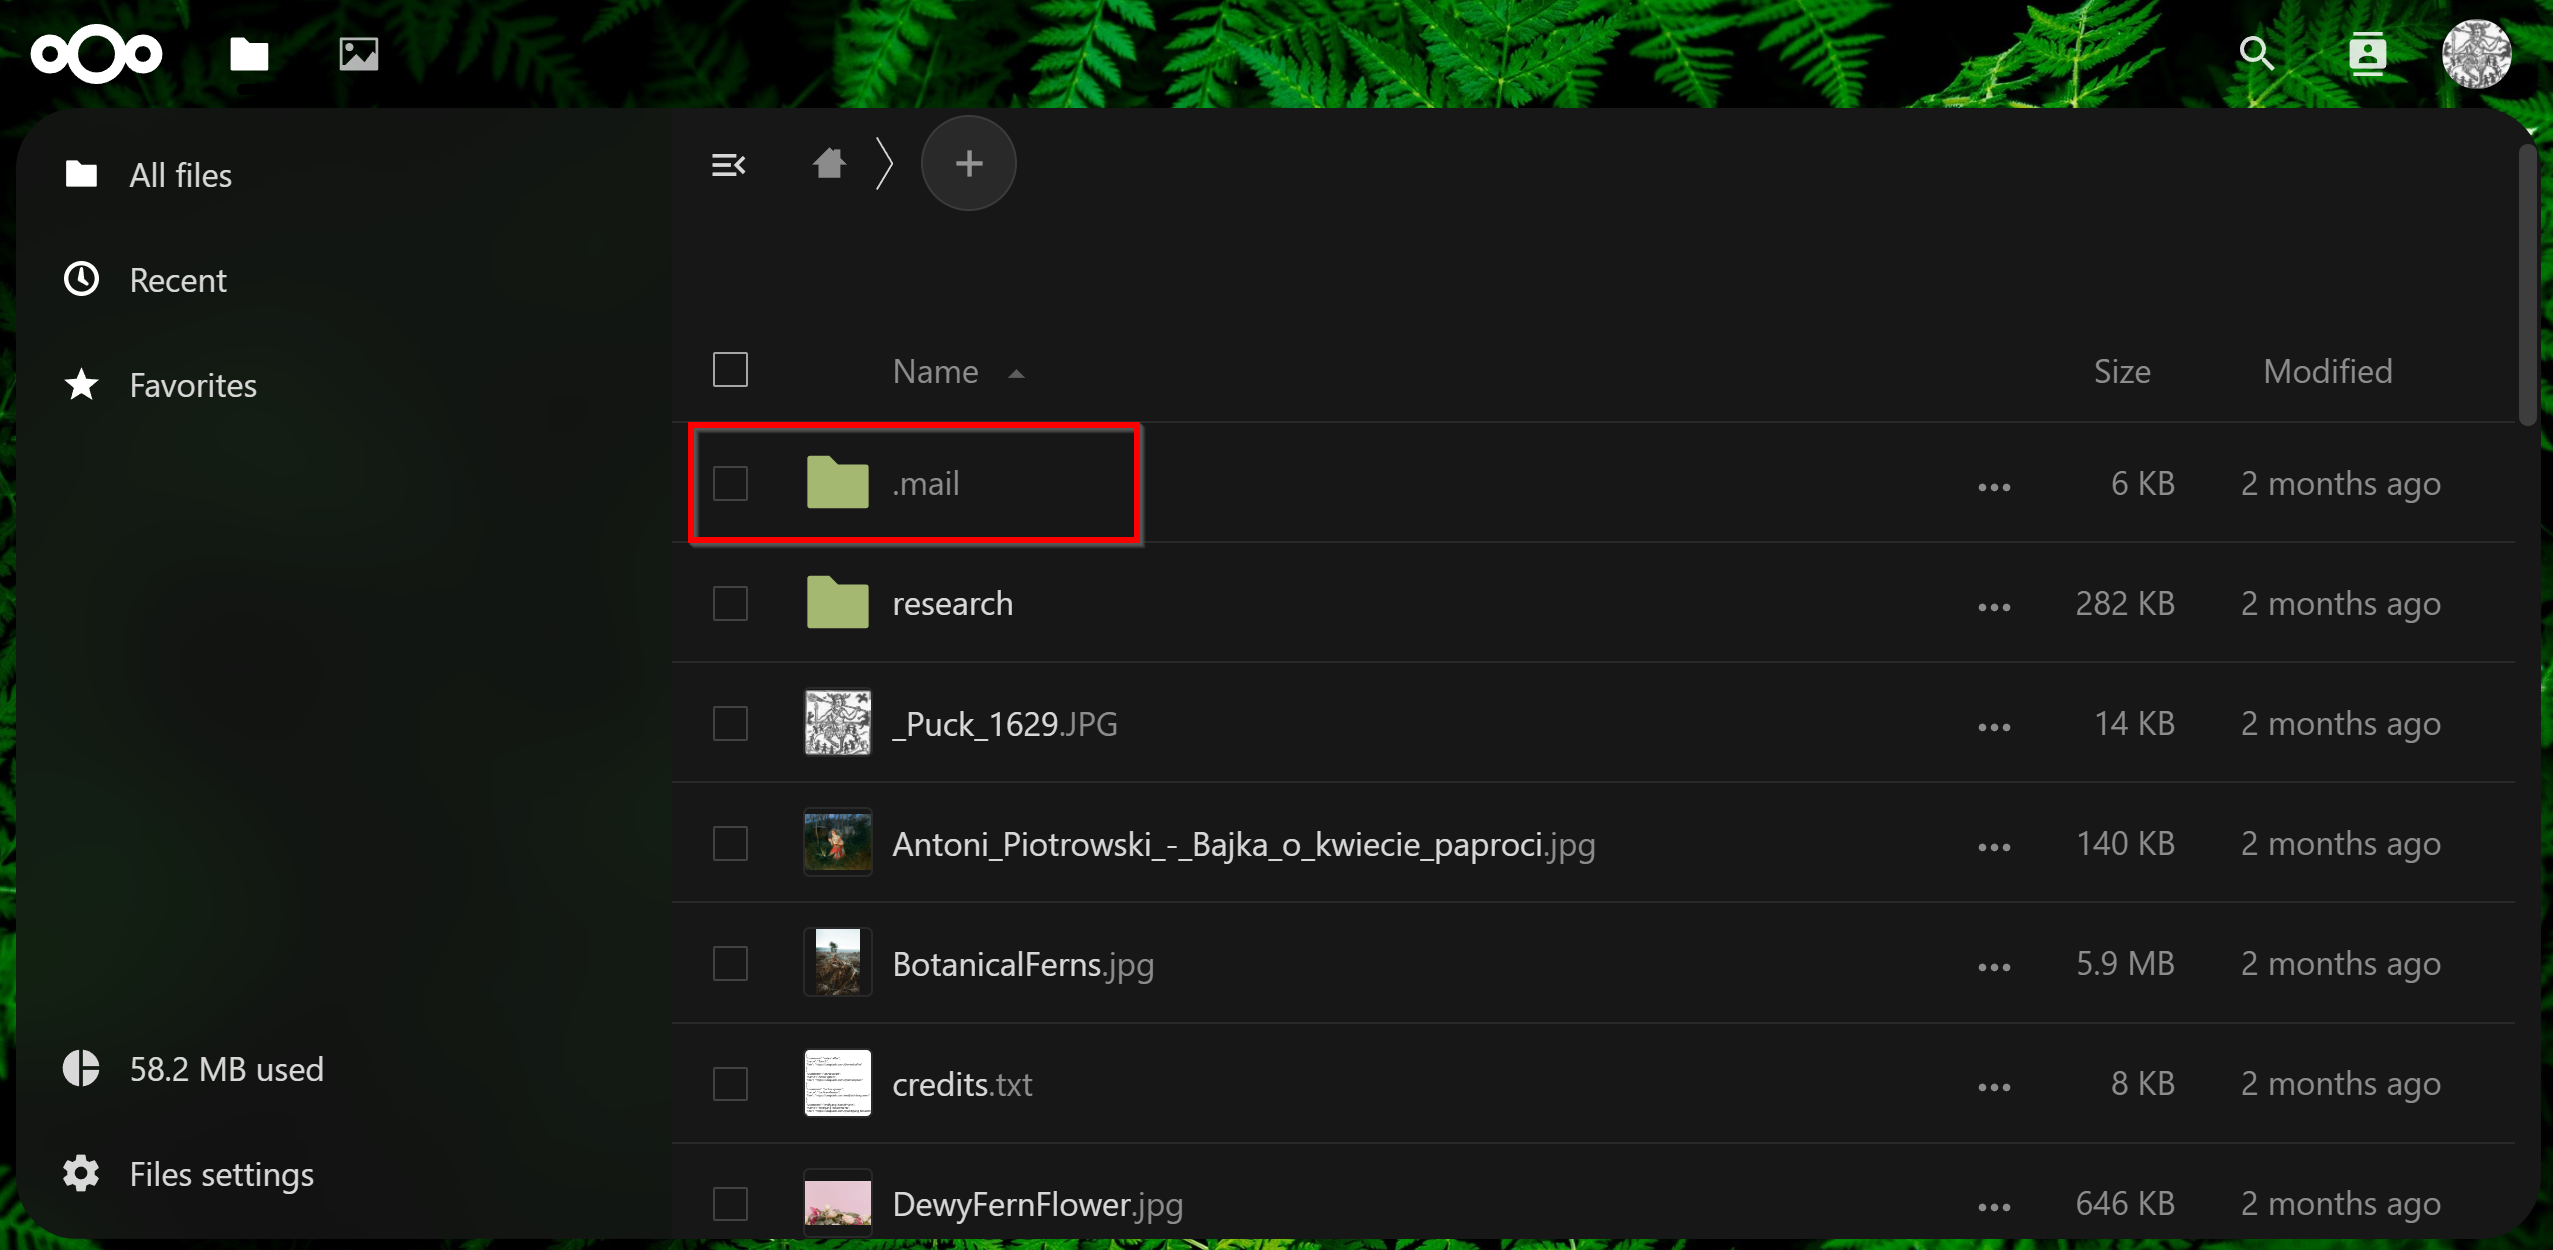 All files
Recent
Favorites
58.2 MB used
Files settings
Name Size Modified
.mail 6 KB 2 months ago
research 282 KB 2 months ago
_Puck_1629.JPG 14 KB 2 months ago
Antoni_Piotrowski_-_Bajka_o_kwiecie_paproci.jpg 140 KB 2 months ago
BotanicalFerns.jpg 5.9 MB 2 months ago
credits.txt 8 KB 2 months ago
DewyFernFlower.jpg 646 KB 2 months ago